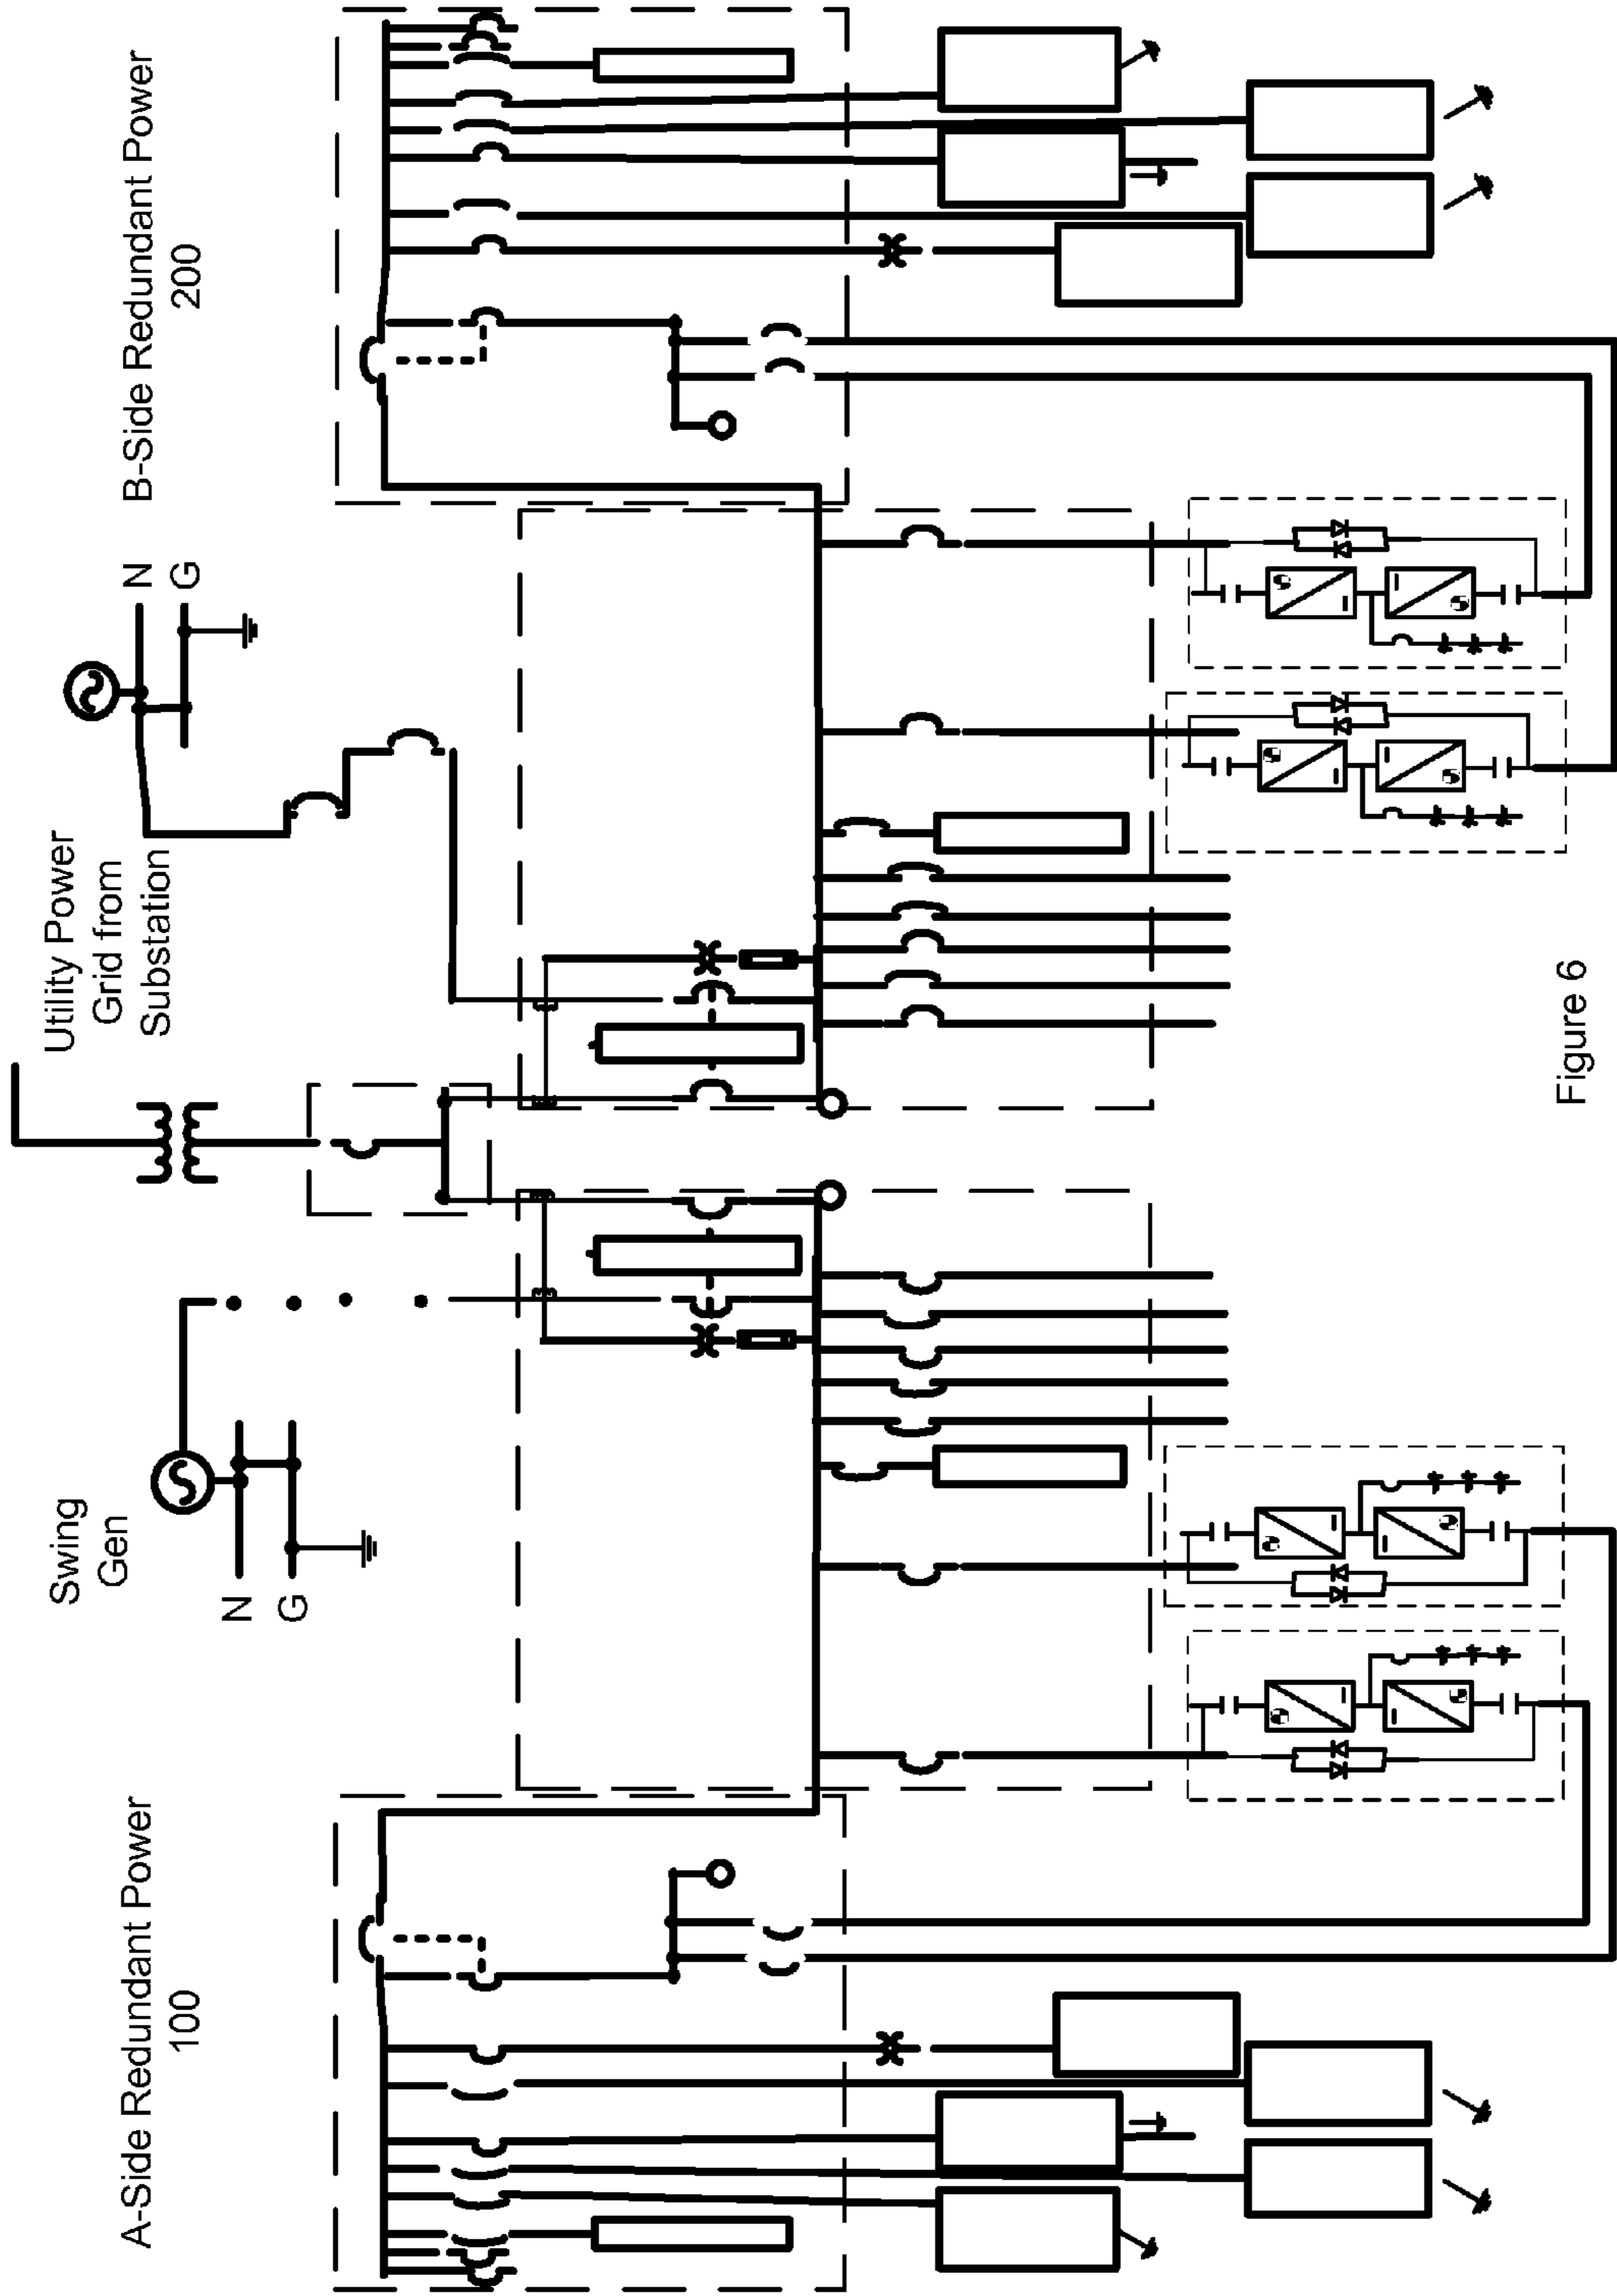 A-Side Redundant Power
100
Swing
Gen
N
G
Utility Power
Grid from
Substation
N
G
B-Side Redundant Power
200
Figure 6